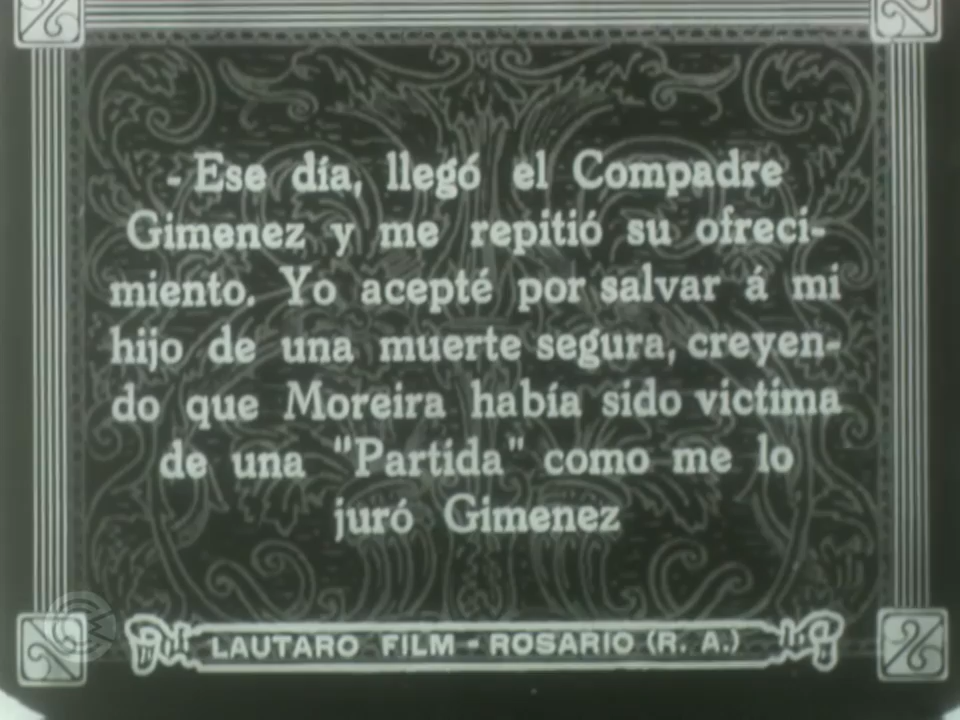 - Ese día, llegó el Compadre
Gimenez y me repitió su ofreci-
miento. Yo acepté por salvar á mi
hijo de una muerte segura, creyen-
do que Moreira había sido victima
de una "Partida" como me lo
juró Gimenez
LAUTARO FILM - ROSARIO (R. A.)